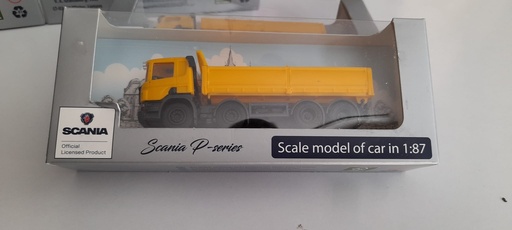 SCANIA
Official
Licensed Product
Scania P-series
Scale model of car in 1:87